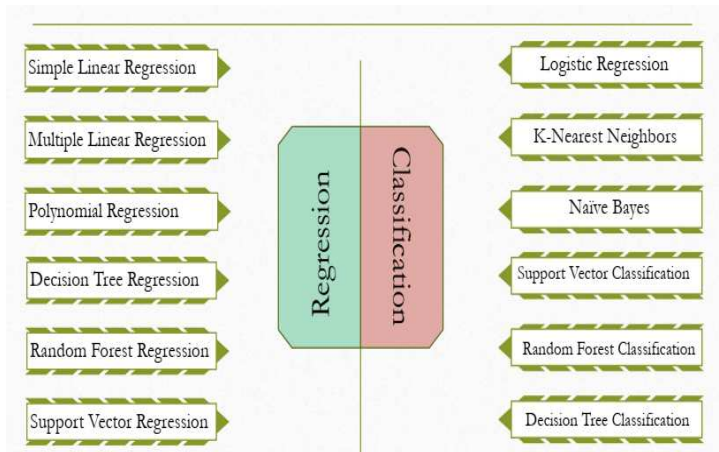 Simple Linear Regression
Multiple Linear Regression
Polynomial Regression
Decision Tree Regression
Random Forest Regression
Support Vector Regression
Regression
Classification
Logistic Regression
K-Nearest Neighbors
Naïve Bayes
Support Vector Classification
Random Forest Classification
Decision Tree Classification